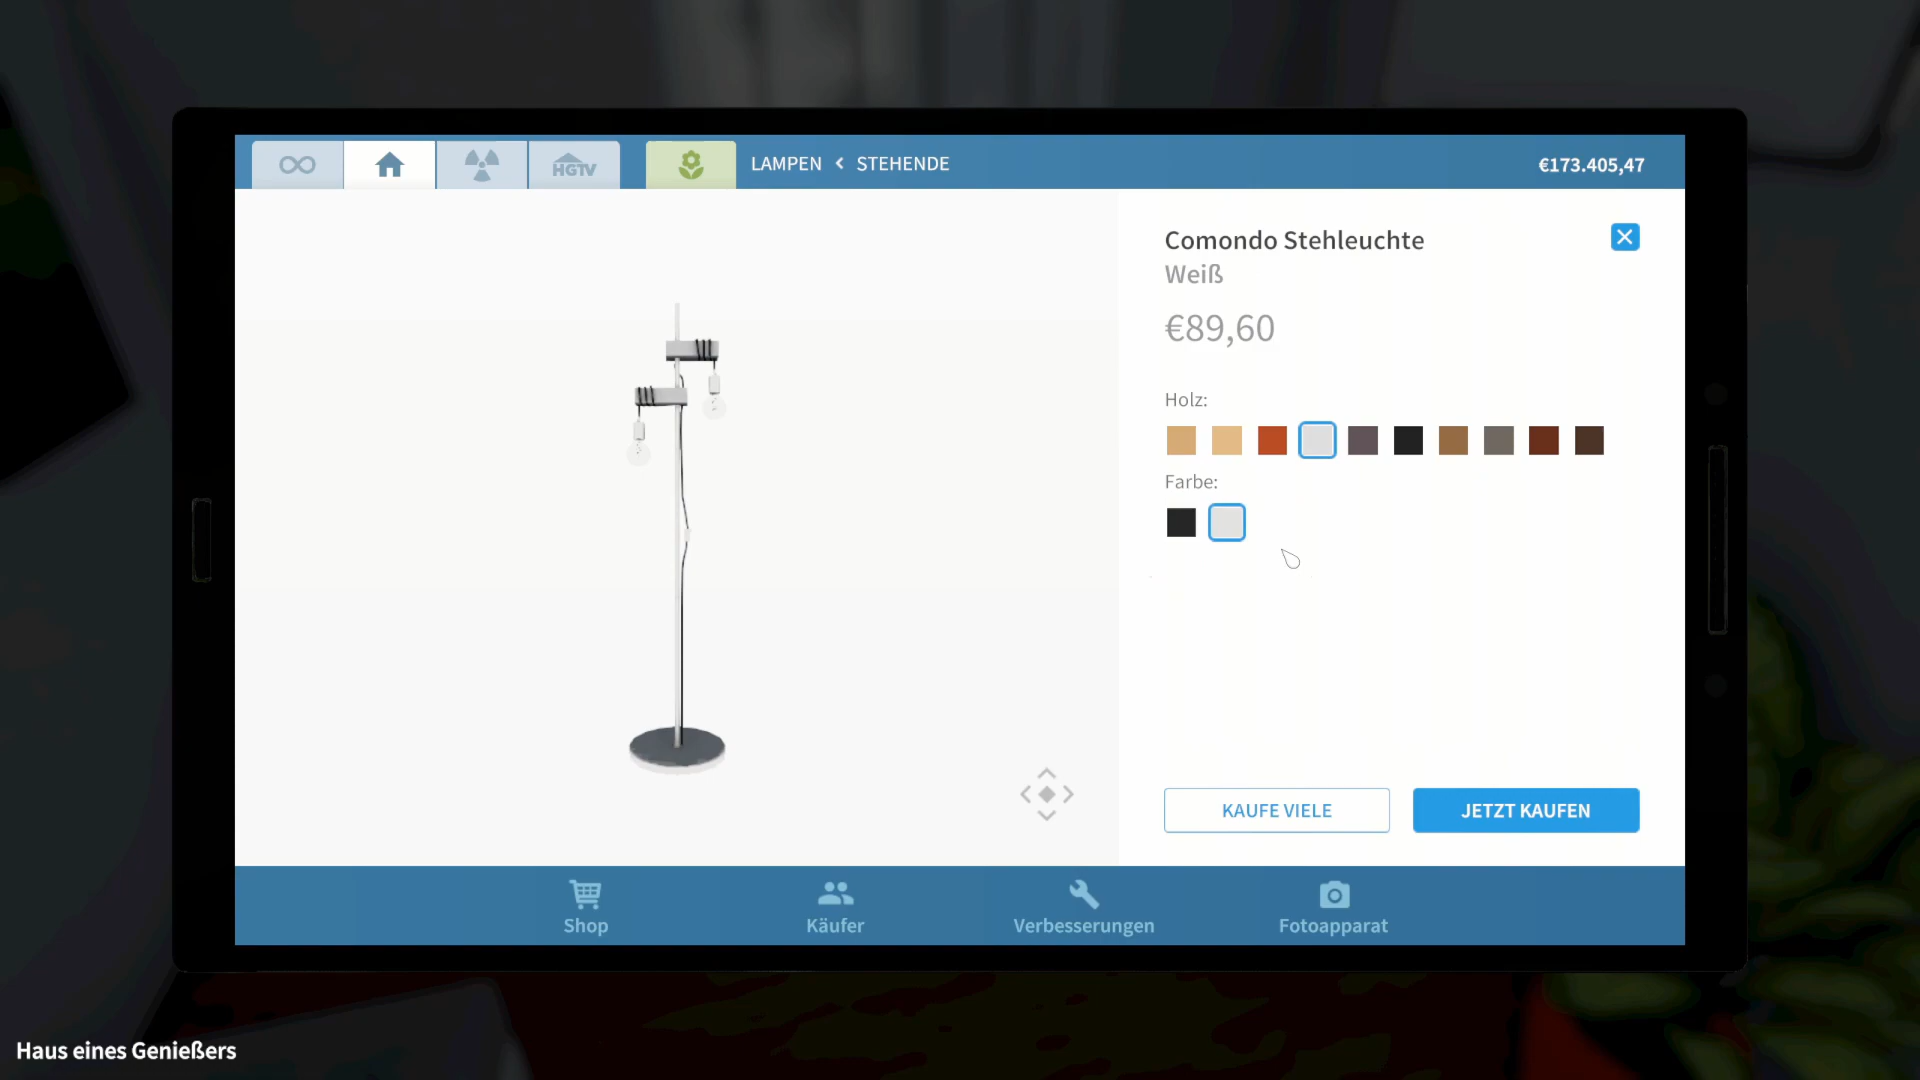 HGTV
LAMPEN < STEHENDE
€173.405,47
Comondo Stehleuchte
Weiß
€89,60
Holz:
Farbe:
KAUFE VIELE
JETZT KAUFEN
Shop
Käufer
Verbesserungen
Fotoapparat
Haus eines Genießers